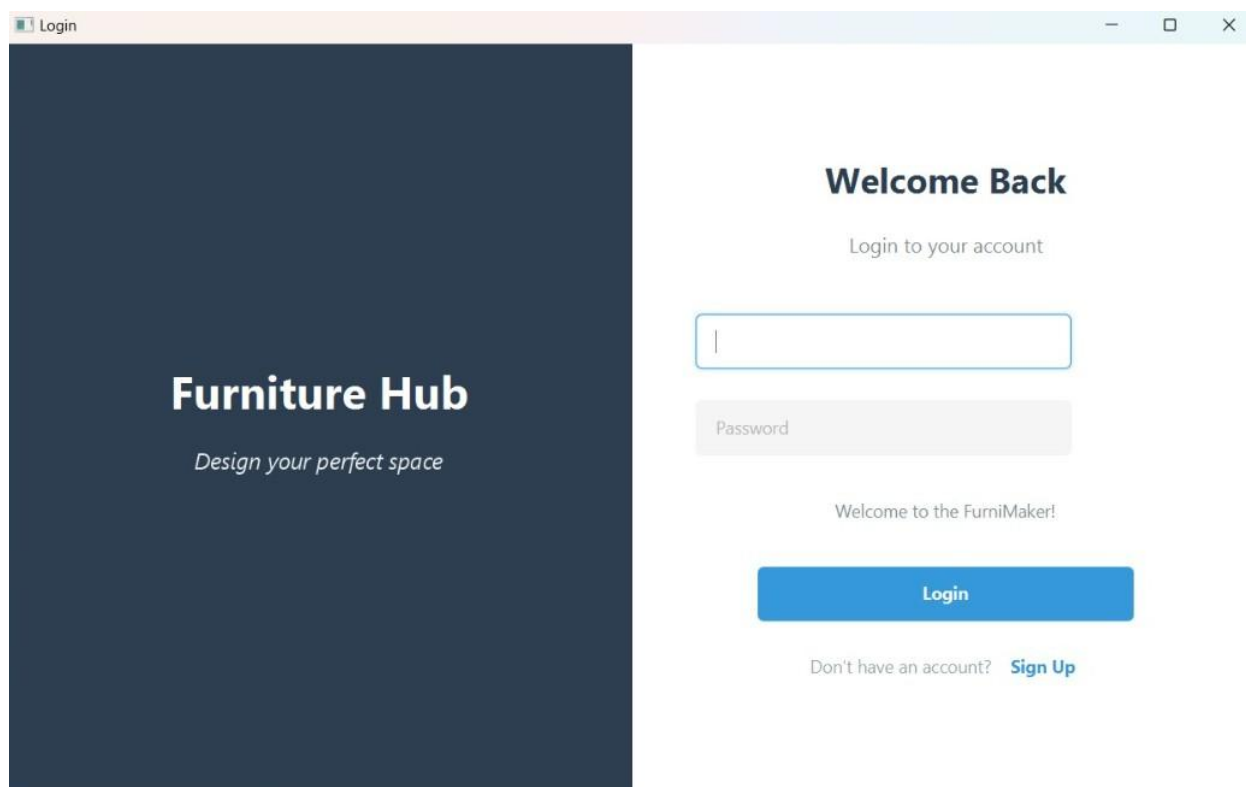 Login
Furniture Hub
Design your perfect space
Welcome Back
Login to your account
Password
Welcome to the FurniMaker!
Login
Don't have an account? Sign Up